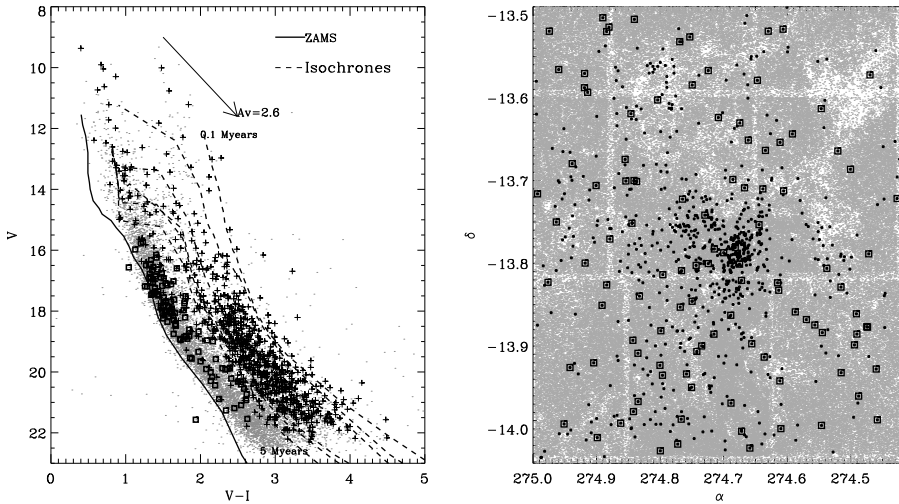 ZAMS
Isochrones
Av=2.6
0.1 Myears
5 Myears
8
10
12
14
16
18
20
22
V
0
1
2
3
4
5
V-I
-13.5
-13.6
-13.7
-13.8
-13.9
-14.0
δ
275.0
274.9
274.8
274.7
274.6
274.5
α